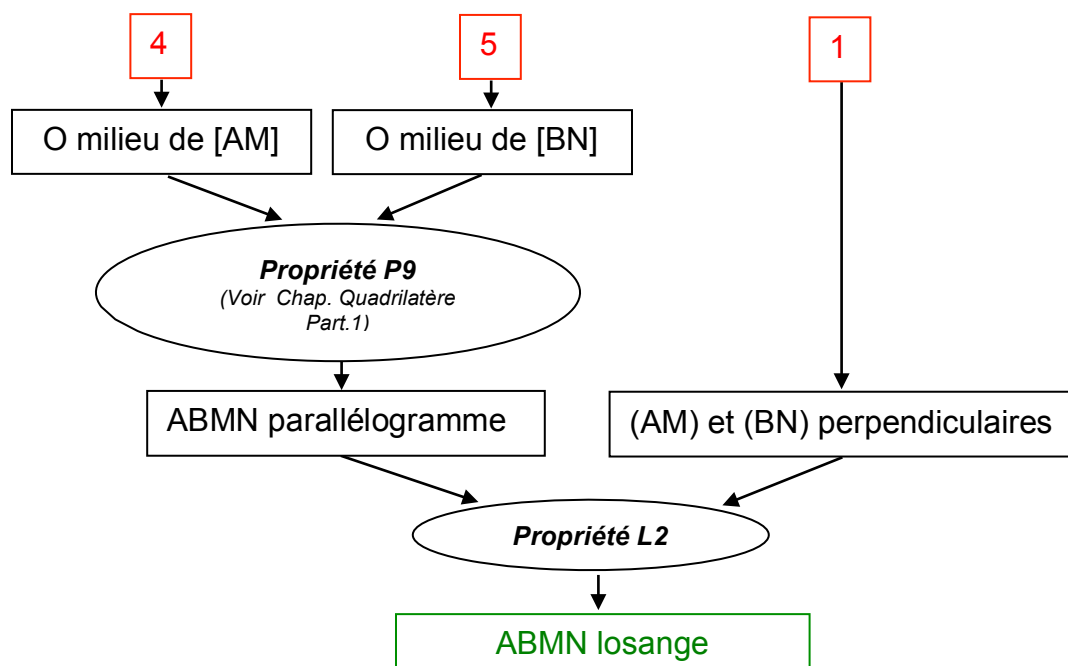 4
5
1
O milieu de [AM]
O milieu de [BN]
Propriété P9
(Voir Chap. Quadrilatère
Part.1)
ABMN parallélogramme
(AM) et (BN) perpendiculaires
Propriété L2
ABMN losange